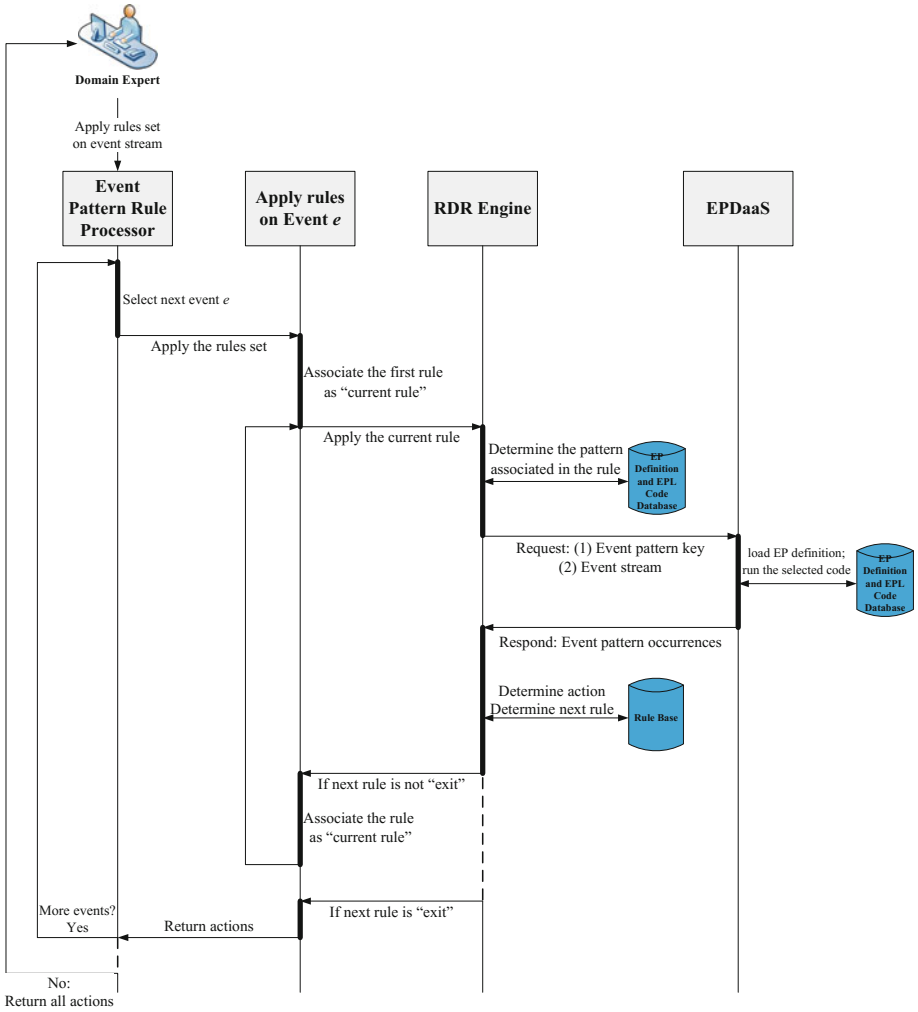 Domain Expert
Apply rules set
on event stream
Event
Pattern Rule
Processor
Apply rules
on Event e
RDR Engine
EPDaaS
Select next event e
Apply the rules set
Associate the first rule
as “current rule”
Apply the current rule
Determine the pattern
associated in the rule
EP
Definition
and EPL
Code
Database
Request: (1) Event pattern key
(2) Event stream
load EP definition;
run the selected code
EP
Definition
and EPL
Code
Database
Respond: Event pattern occurrences
Determine action
Determine next rule
Rule Base
If next rule is not “exit”
Associate the rule
as “current rule”
If next rule is “exit”
More events?
Yes
Return actions
No:
Return all actions